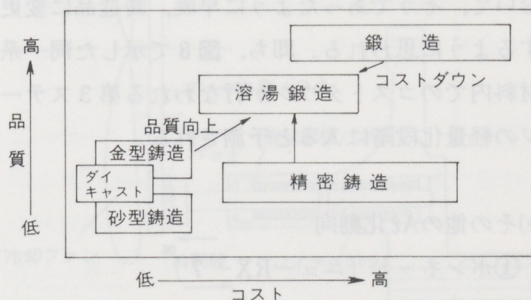 高
品質
低
鍛造
コストダウン
溶湯鍛造
品質向上
金型鋳造
ダイ
キャスト
精密鋳造
砂型鋳造
低
高
コスト